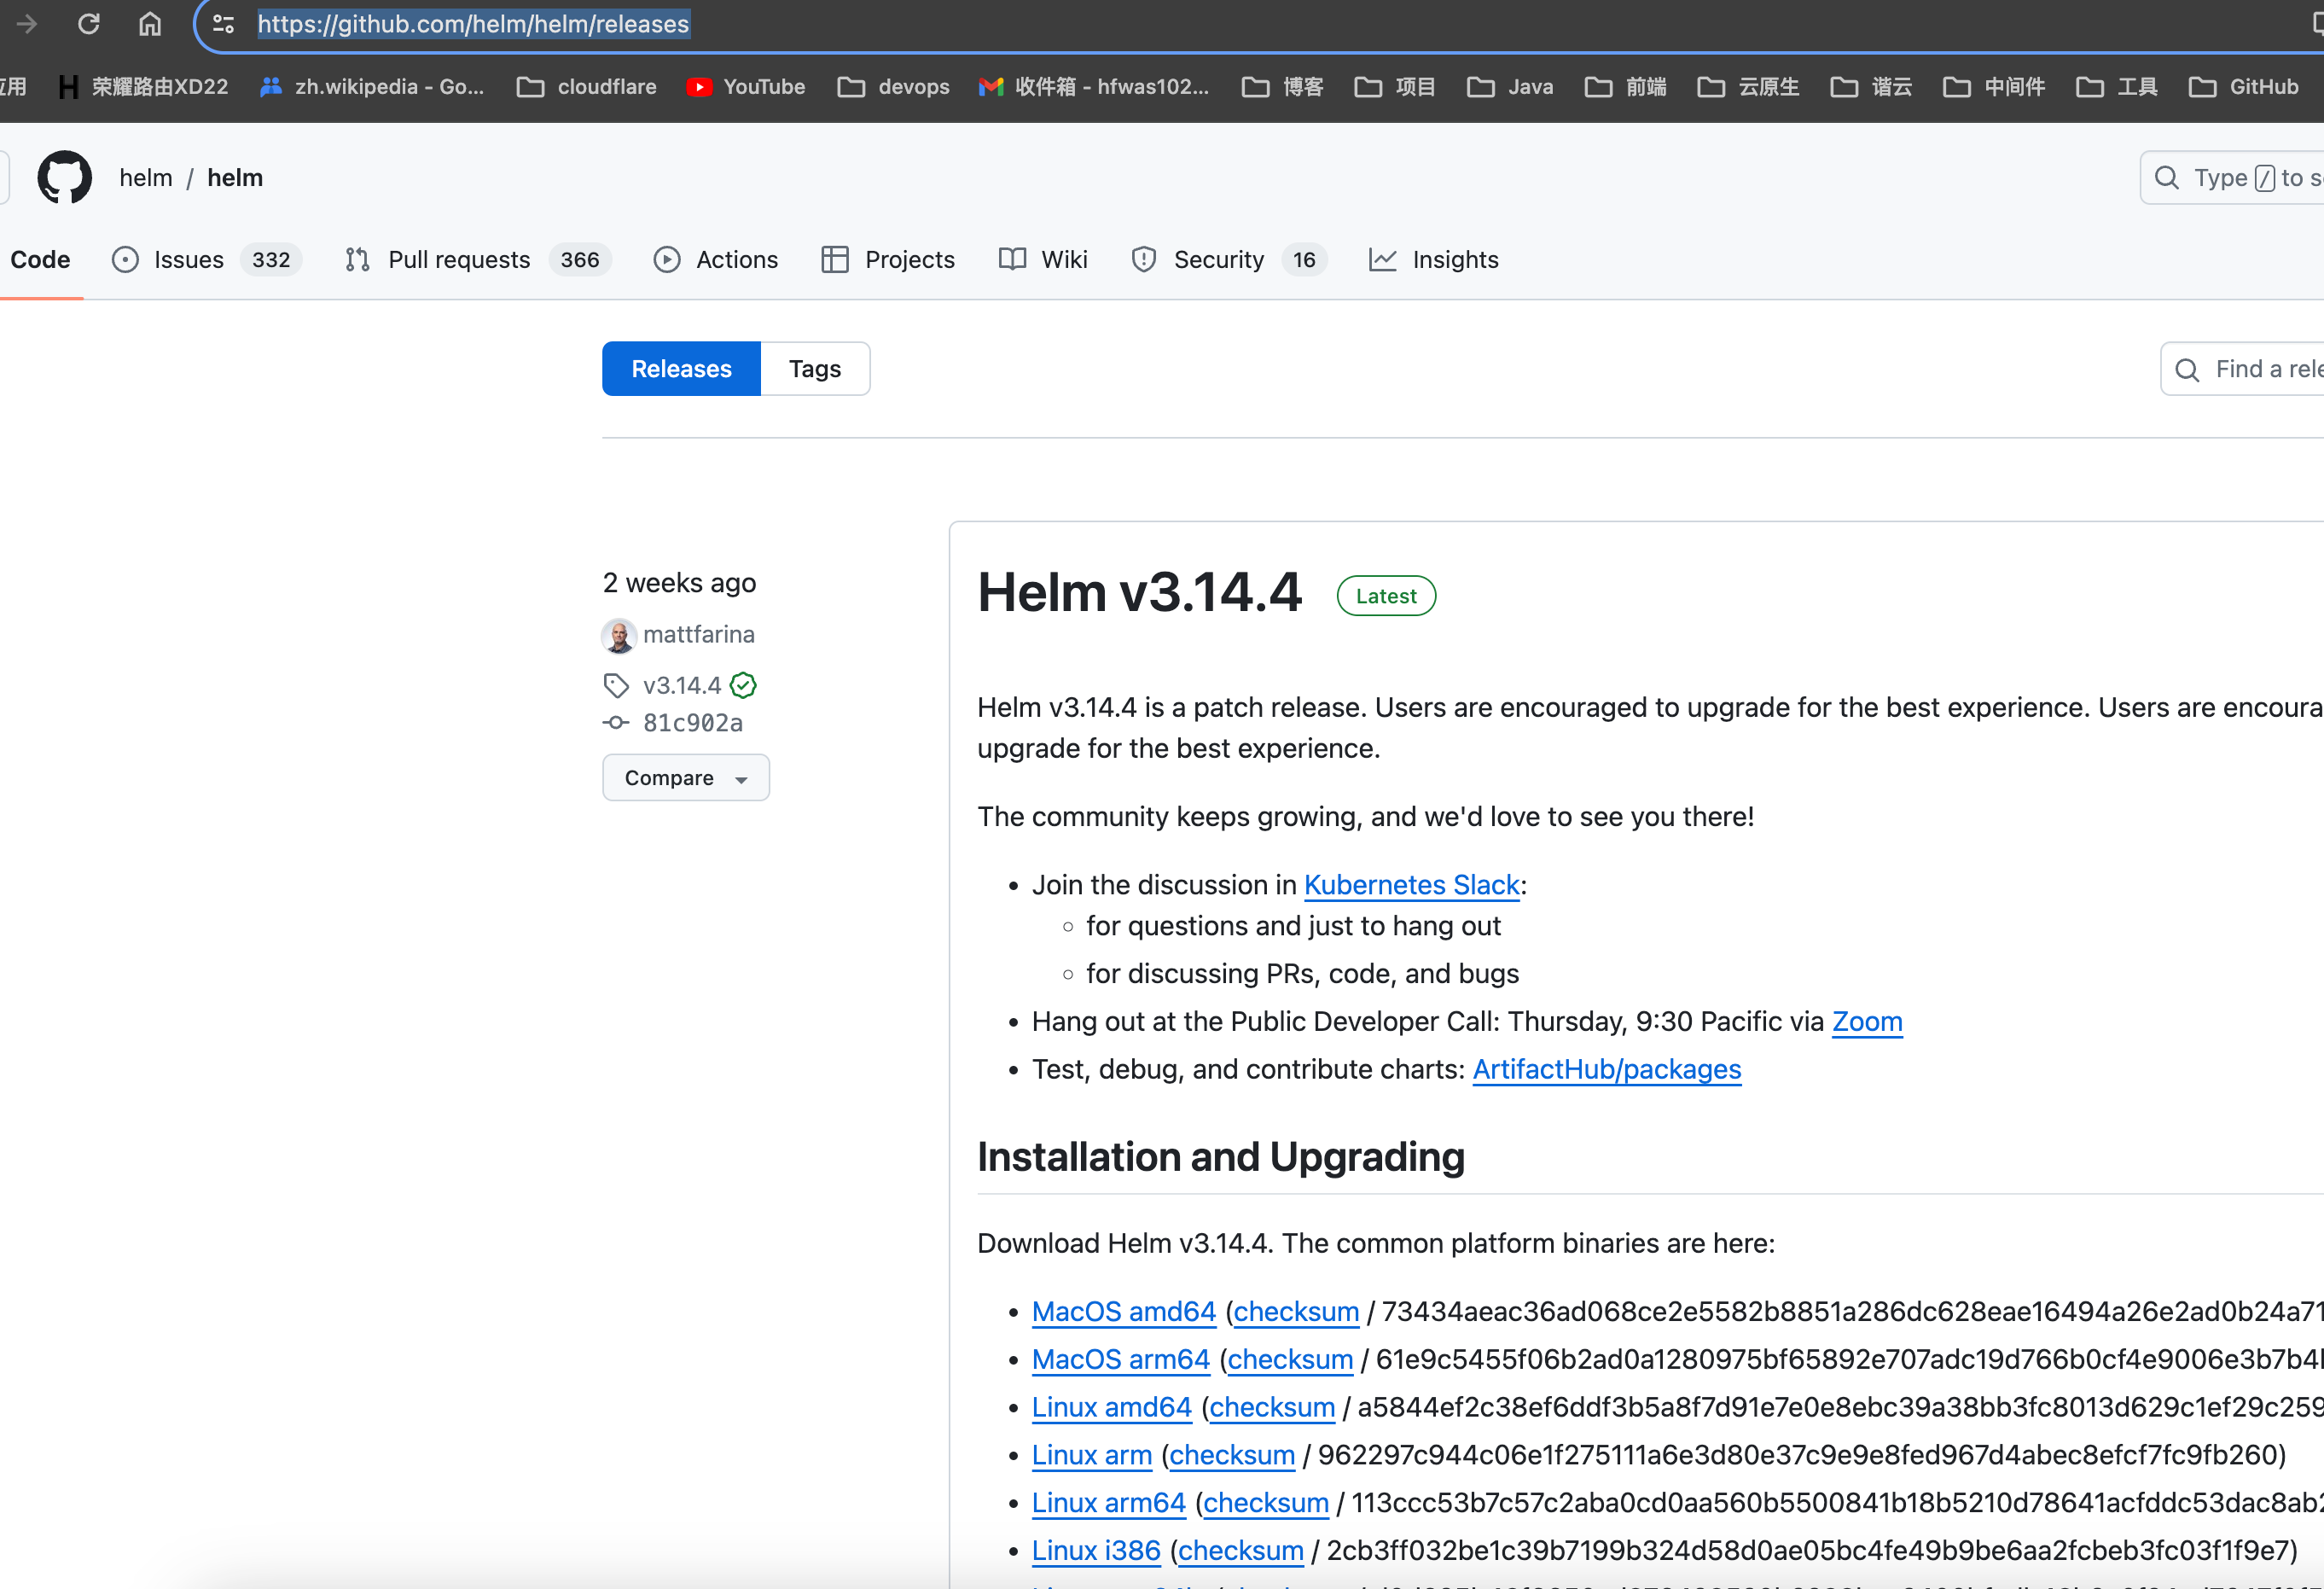 https://github.com/helm/helm/releases
应用 荣耀路由XD22 zh.wikipedia - Go... cloudflare YouTube devops 收件箱 - hfwas102... 博客 项目 Java 前端 云原生 谐云 中间件 工具 GitHub
helm / helm
Type / to s
Code Issues 332 Pull requests 366 Actions Projects Wiki Security 16 Insights
Releases Tags
Find a rele
2 weeks ago
mattfarina
v3.14.4
81c902a
Compare
Helm v3.14.4 Latest
Helm v3.14.4 is a patch release. Users are encouraged to upgrade for the best experience. Users are encoura
upgrade for the best experience.
The community keeps growing, and we'd love to see you there!
Join the discussion in Kubernetes Slack:
for questions and just to hang out
for discussing PRs, code, and bugs
Hang out at the Public Developer Call: Thursday, 9:30 Pacific via Zoom
Test, debug, and contribute charts: ArtifactHub/packages
Installation and Upgrading
Download Helm v3.14.4. The common platform binaries are here:
MacOS amd64 (checksum / 73434aeac36ad068ce2e5582b8851a286dc628eae16494a26e2ad0b24a71
MacOS arm64 (checksum / 61e9c5455f06b2ad0a1280975bf65892e707adc19d766b0cf4e9006e3b7b4
Linux amd64 (checksum / a5844ef2c38ef6ddf3b5a8f7d91e7e0e8ebc39a38bb3fc8013d629c1ef29c259
Linux arm (checksum / 962297c944c06e1f275111a6e3d80e37c9e9e8fed967d4abec8efcf7fc9fb260)
Linux arm64 (checksum / 113ccc53b7c57c2aba0cd0aa560b5500841b18b5210d78641acfddc53dac8ab2
Linux i386 (checksum / 2cb3ff032be1c39b7199b324d58d0ae05bc4fe49b9be6aa2fcbeb3fc03f1f9e7)